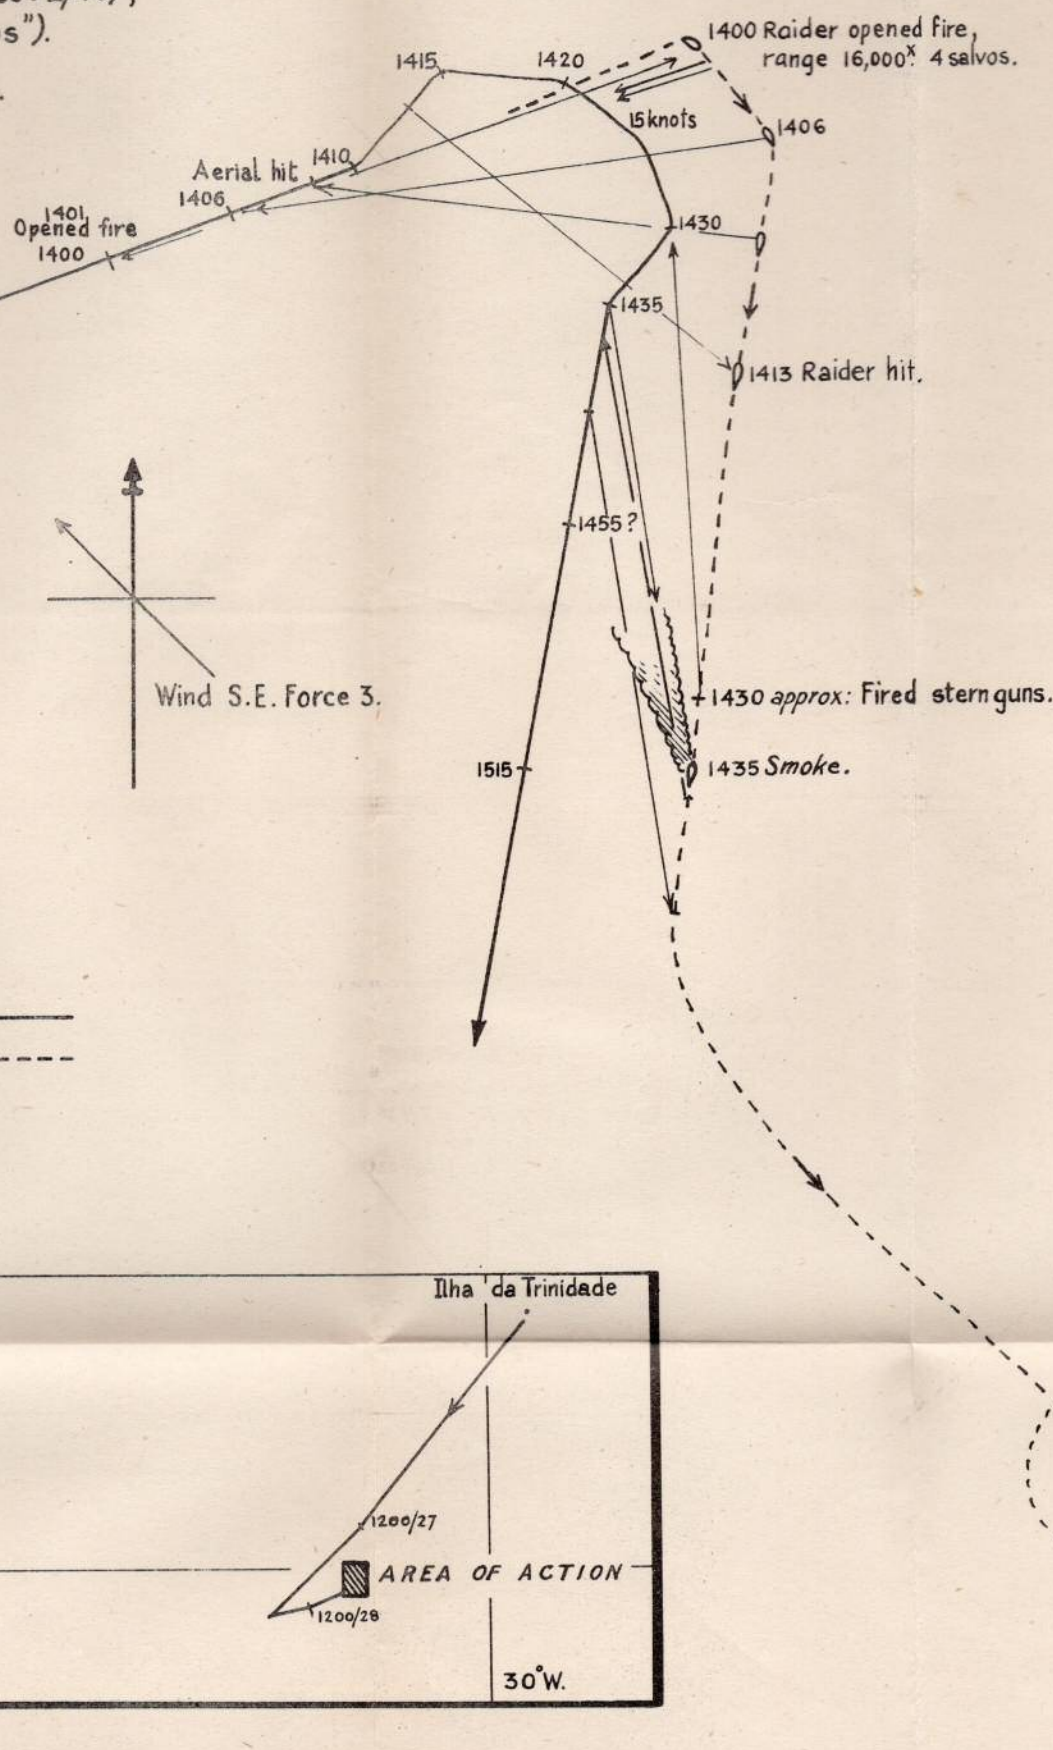 s").
1400 Raider opened fire,
range 16,000ˣ. 4 salvos.
1415
1420
15 knots
1406
Aerial hit
1410
1406
1401
Opened fire
1400
1430
1435
1413 Raider hit.
1455?
Wind S.E. Force 3.
1430 approx: Fired stern guns.
1515
1435 Smoke.
Ilha da Trinidade
1200/27
AREA OF ACTION
1200/28
30°W.